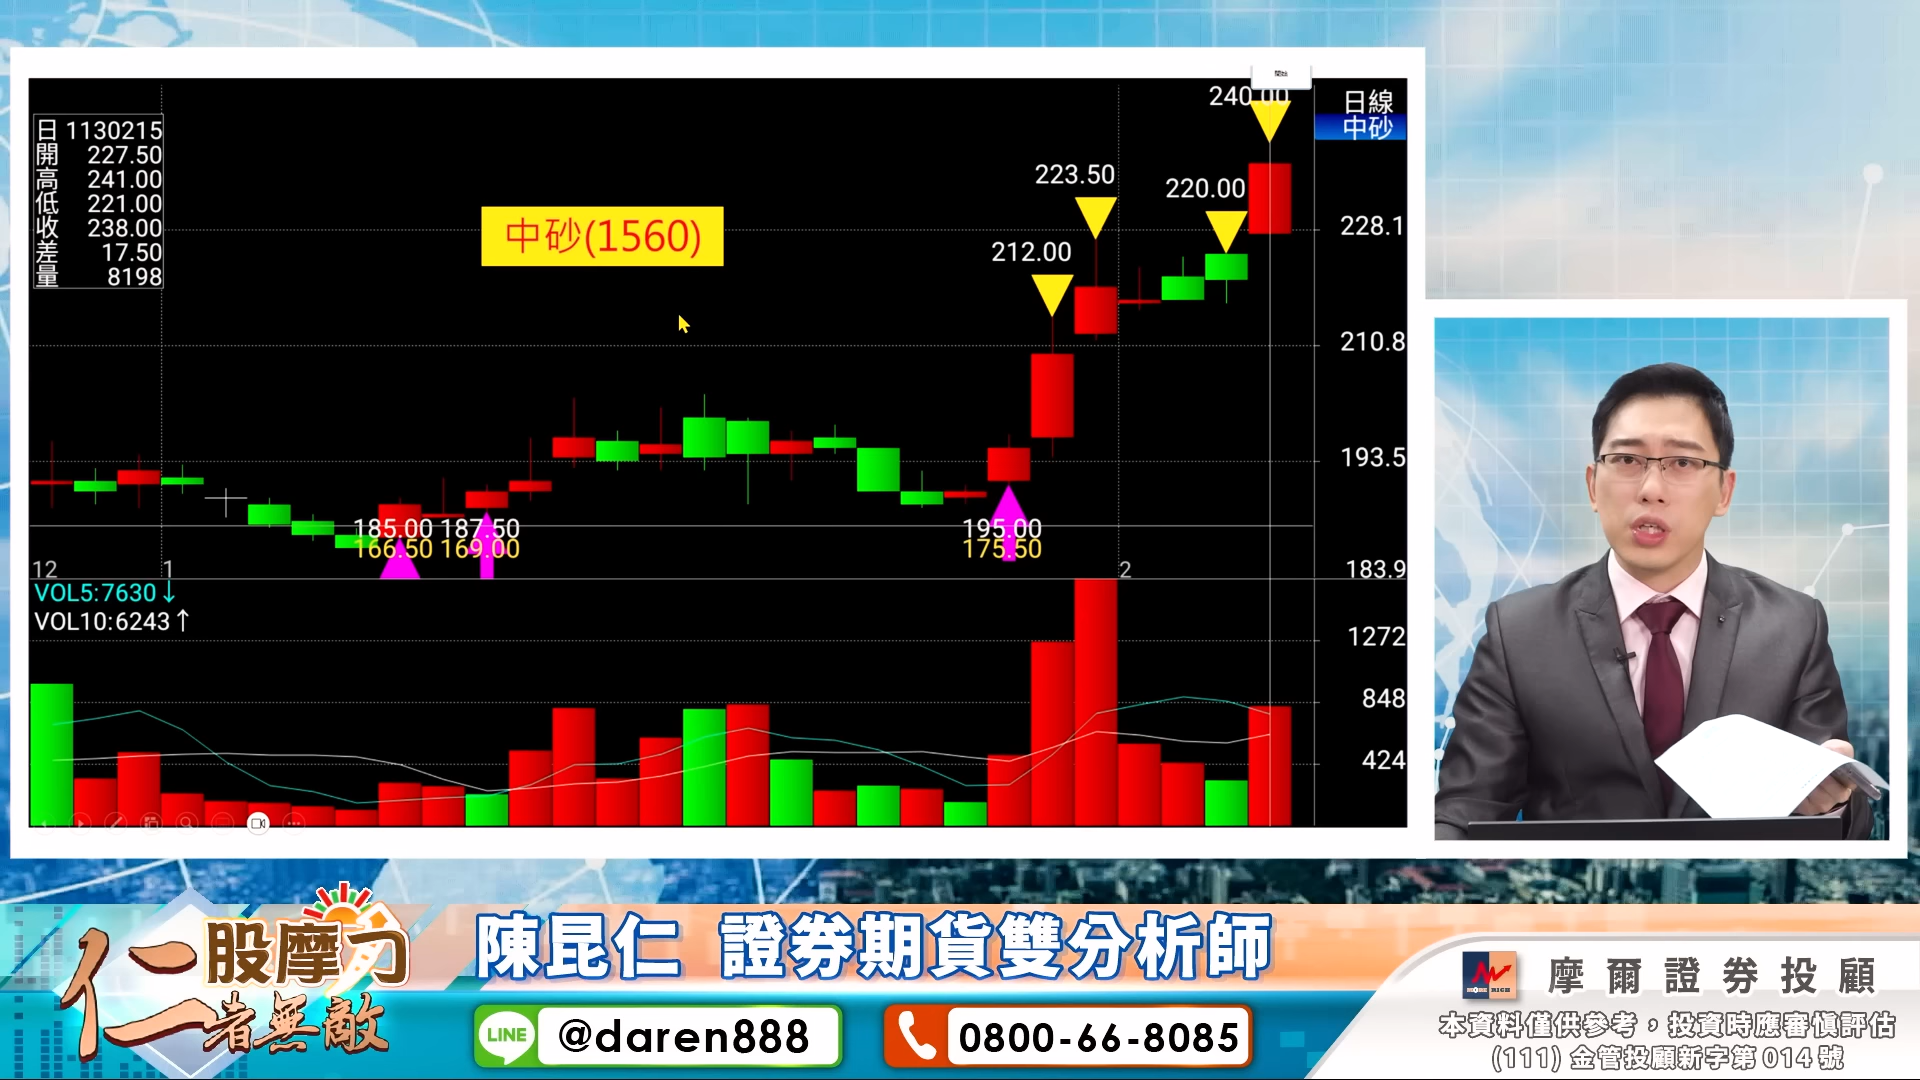 開始
日 1130215
開 227.50
高 241.00
低 221.00
收 238.00
差 17.50
量 8198
中砂(1560)
240.00
223.50
220.00
212.00
日線
中砂
228.1
210.8
193.5
183.9
185.00 187.50
166.50 169.00
195.00
175.50
12
1
2
VOL5:7630↓
VOL10:6243↑
1272
848
424
股摩力
仁者無敵
陳昆仁 證券期貨雙分析師
LINE @daren888
0800-66-8085
摩爾證券投顧
本資料僅供參考，投資時應審慎評估
(111) 金管投顧新字第 014 號